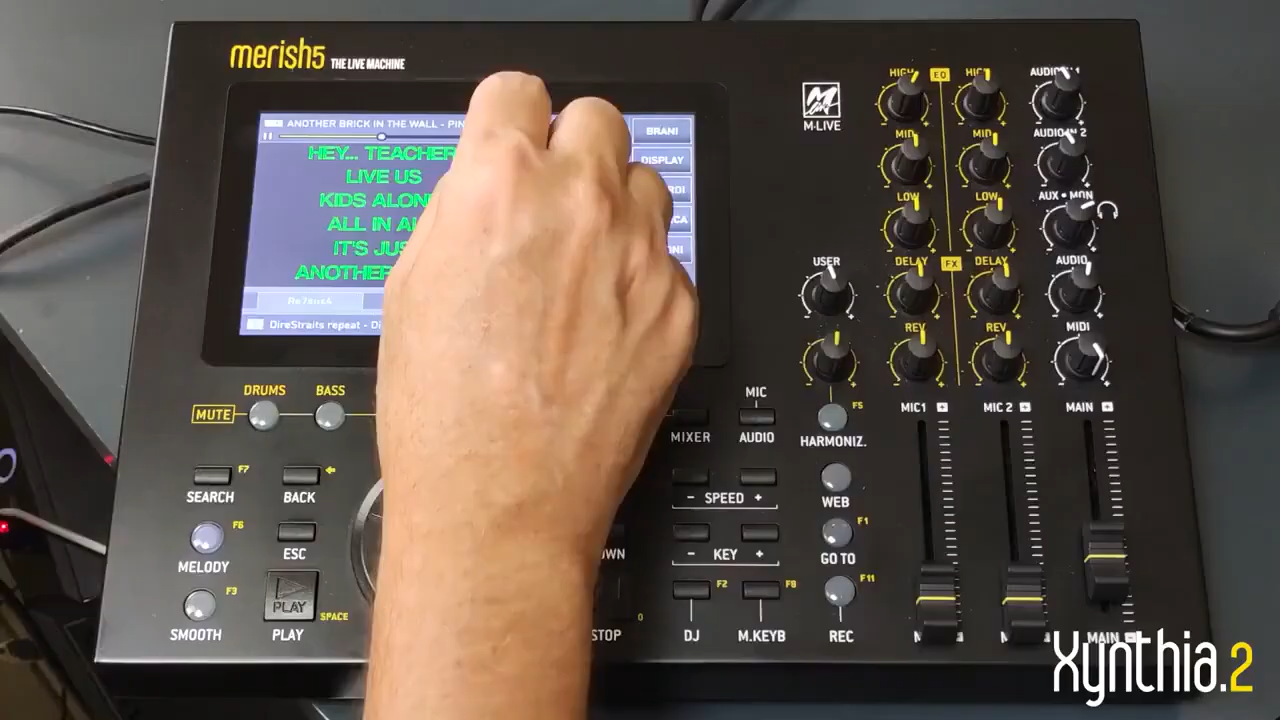 merish5 THE LIVE MACHINE
ANOTHER BRICK IN THE WALL - PIN
HEY... TEACHER
LIVE US
KIDS ALON
ALL IN AL
IT'S JUS
ANOTHER
Re7sus4
DireStraits repeat - Di
BRANI
DISPLAY
M-LIVE
HIGH EQ HIGH AUDIO IN 1
MID MID AUDIO IN 2
LOW LOW AUX • MON
USER DELAY FX DELAY AUDIO
REV REV MIDI
DRUMS BASS
MUTE
MIC
MIXER AUDIO
F5
HARMONIZ.
MIC1 + MIC 2 + MAIN +
F7
SEARCH BACK
- SPEED +
WEB
F6
MELODY ESC
OWN
- KEY +
F1
GO TO
F3
SMOOTH
PLAY
PLAY
SPACE
STOP
F2
DJ
M.KEYB
F11
REC
MAIN -
Xynthia.2